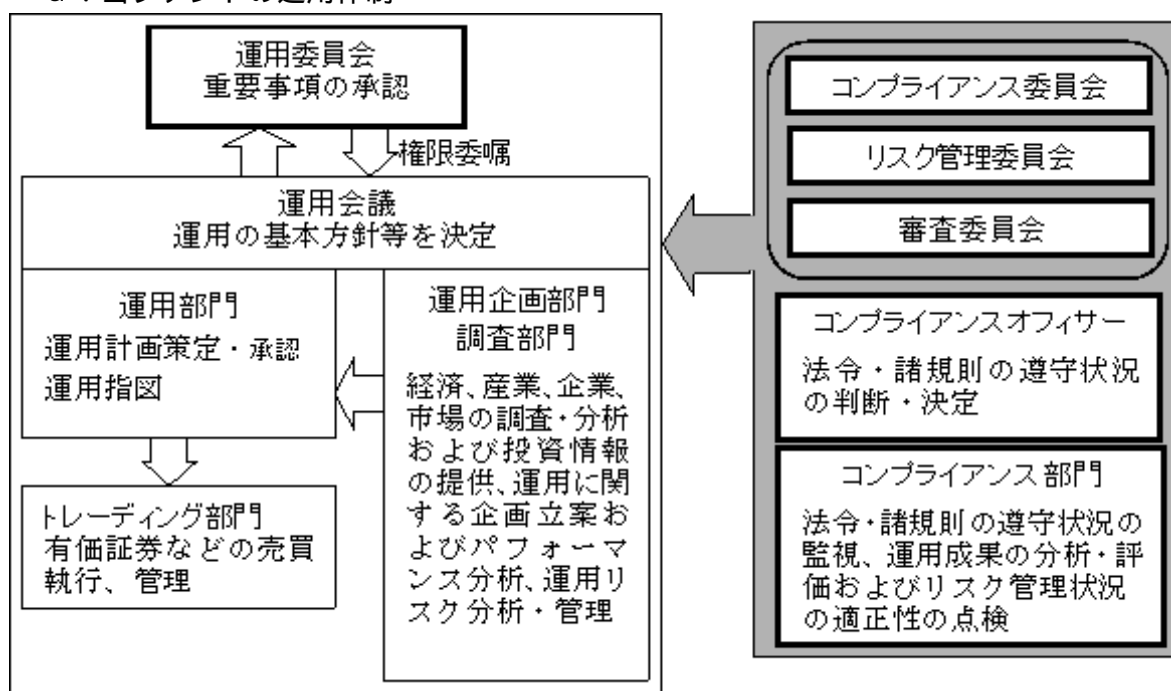 運用委員会
重要事項の承認
権限委嘱
運用会議
運用の基本方針等を決定
運用部門
運用計画策定・承認
運用指図
運用企画部門
調査部門
経済、産業、企業、
市場の調査・分析
および投資情報
の提供、運用に関
する企画立案お
よびパフォーマ
ンス分析、運用リ
スク分析・管理
トレーディング部門
有価証券などの売買
執行、管理
コンプライアンス委員会
リスク管理委員会
審査委員会
コンプライアンスオフィサー
法令・諸規則の遵守状況
の判断・決定
コンプライアンス部門
法令・諸規則の遵守状況の
監視、運用成果の分析・評
価およびリスク管理状況
の適正性の点検